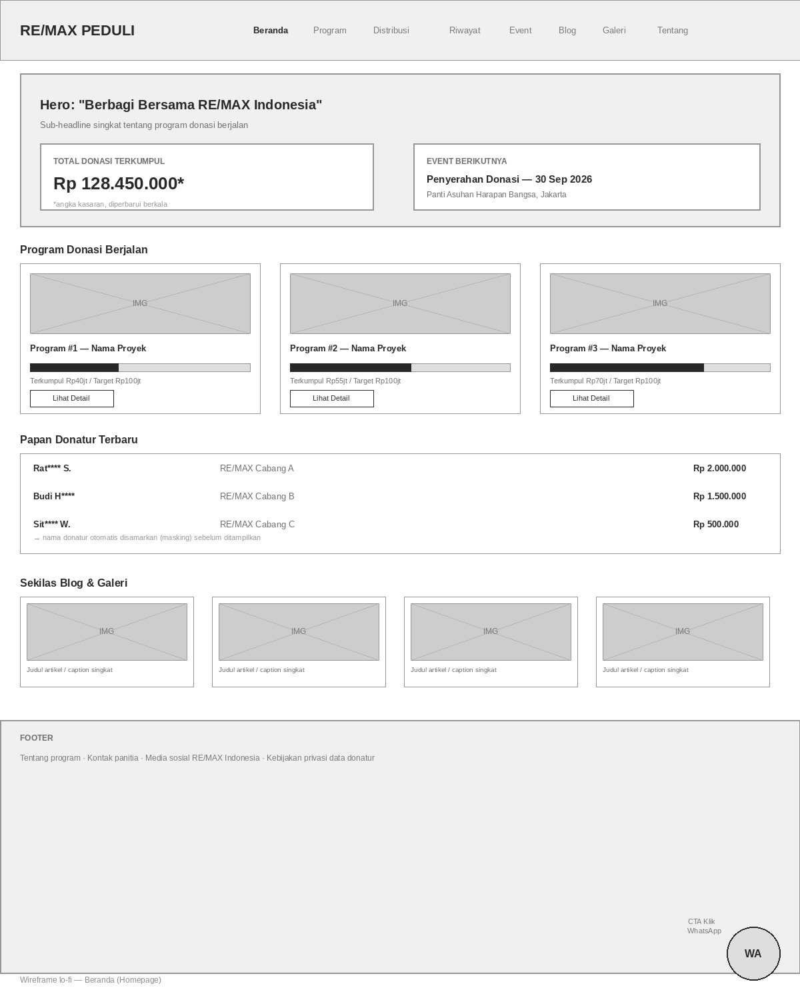 RE/MAX PEDULI
Beranda Program Distribusi Riwayat Event Blog Galeri Tentang
Hero: "Berbagi Bersama RE/MAX Indonesia"
Sub-headline singkat tentang program donasi berjalan
TOTAL DONASI TERKUMPUL
Rp 128.450.000*
*angka kasaran, diperbarui berkala
EVENT BERIKUTNYA
Penyerahan Donasi — 30 Sep 2026
Panti Asuhan Harapan Bangsa, Jakarta
Program Donasi Berjalan
IMG
Program #1 — Nama Proyek
Terkumpul Rp40jt / Target Rp100jt
Lihat Detail
IMG
Program #2 — Nama Proyek
Terkumpul Rp55jt / Target Rp100jt
Lihat Detail
IMG
Program #3 — Nama Proyek
Terkumpul Rp70jt / Target Rp100jt
Lihat Detail
Papan Donatur Terbaru
Rat**** S. RE/MAX Cabang A Rp 2.000.000
Budi H**** RE/MAX Cabang B Rp 1.500.000
Sit**** W. RE/MAX Cabang C Rp 500.000
→ nama donatur otomatis disamarkan (masking) sebelum ditampilkan
Sekilas Blog & Galeri
IMG
Judul artikel / caption singkat
IMG
Judul artikel / caption singkat
IMG
Judul artikel / caption singkat
IMG
Judul artikel / caption singkat
FOOTER
Tentang program · Kontak panitia · Media sosial RE/MAX Indonesia · Kebijakan privasi data donatur
CTA Klik
WhatsApp
WA
Wireframe lo-fi — Beranda (Homepage)